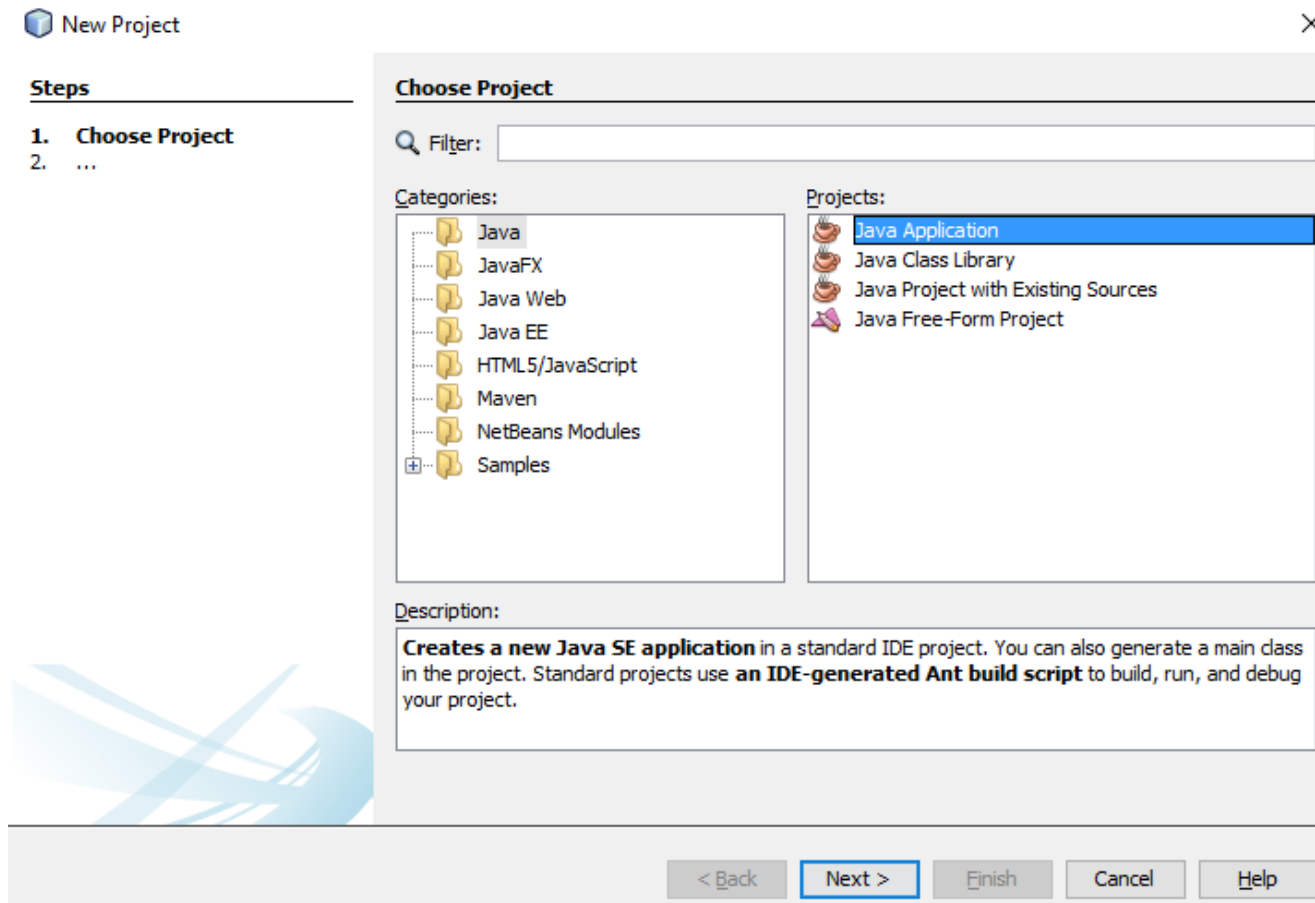 New Project
Steps
1. Choose Project
2. ...
Choose Project
Filter:
Categories:
Java
JavaFX
Java Web
Java EE
HTML5/JavaScript
Maven
NetBeans Modules
Samples
Projects:
Java Application
Java Class Library
Java Project with Existing Sources
Java Free-Form Project
Description:
Creates a new Java SE application in a standard IDE project. You can also generate a main class
in the project. Standard projects use an IDE-generated Ant build script to build, run, and debug
your project.
< Back
Next >
Finish
Cancel
Help